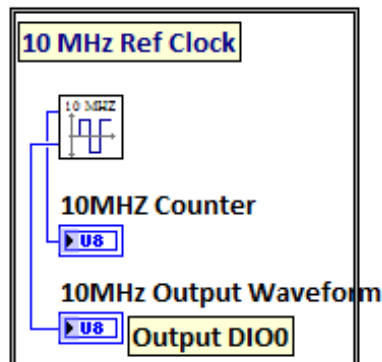 10 MHz Ref Clock
10 MHZ
10MHZ Counter
U8
10MHz Output Waveform
U8
Output DIO0